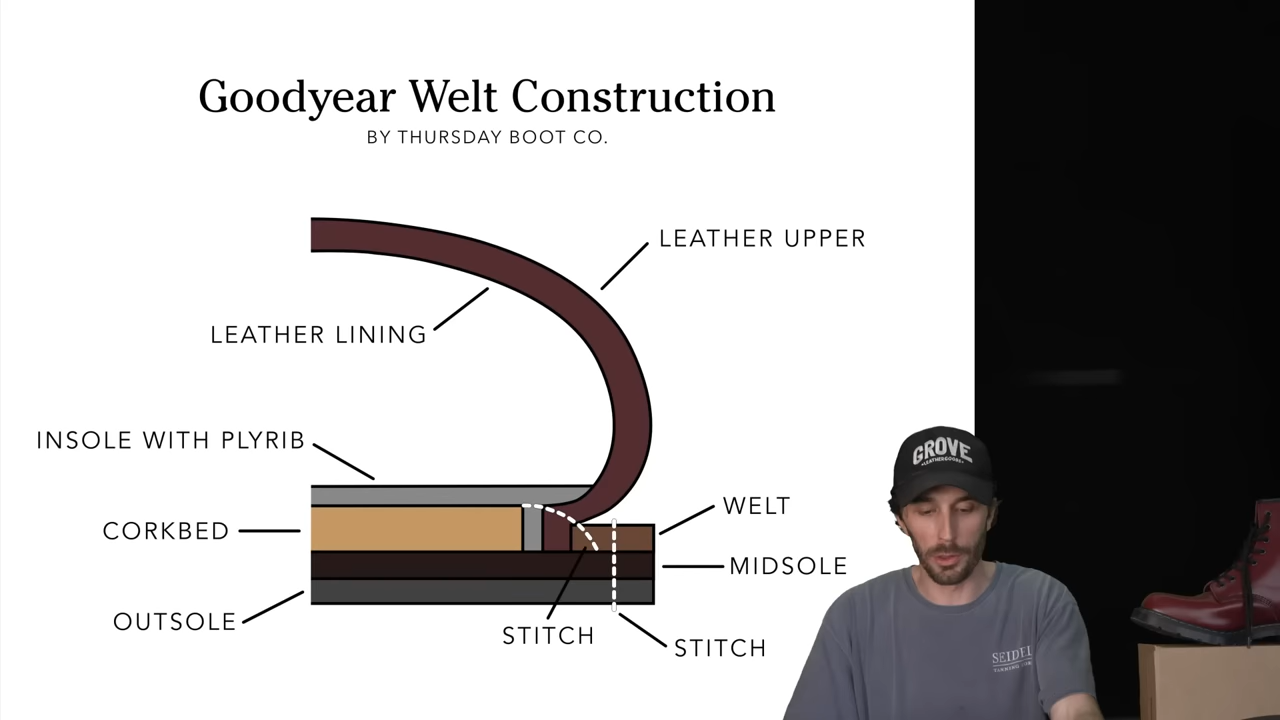 Goodyear Welt Construction
BY THURSDAY BOOT CO.
LEATHER UPPER
LEATHER LINING
INSOLE WITH PLYRIB
CORKBED
WELT
MIDSOLE
OUTSOLE
STITCH
STITCH
GROVE
SEIDEL